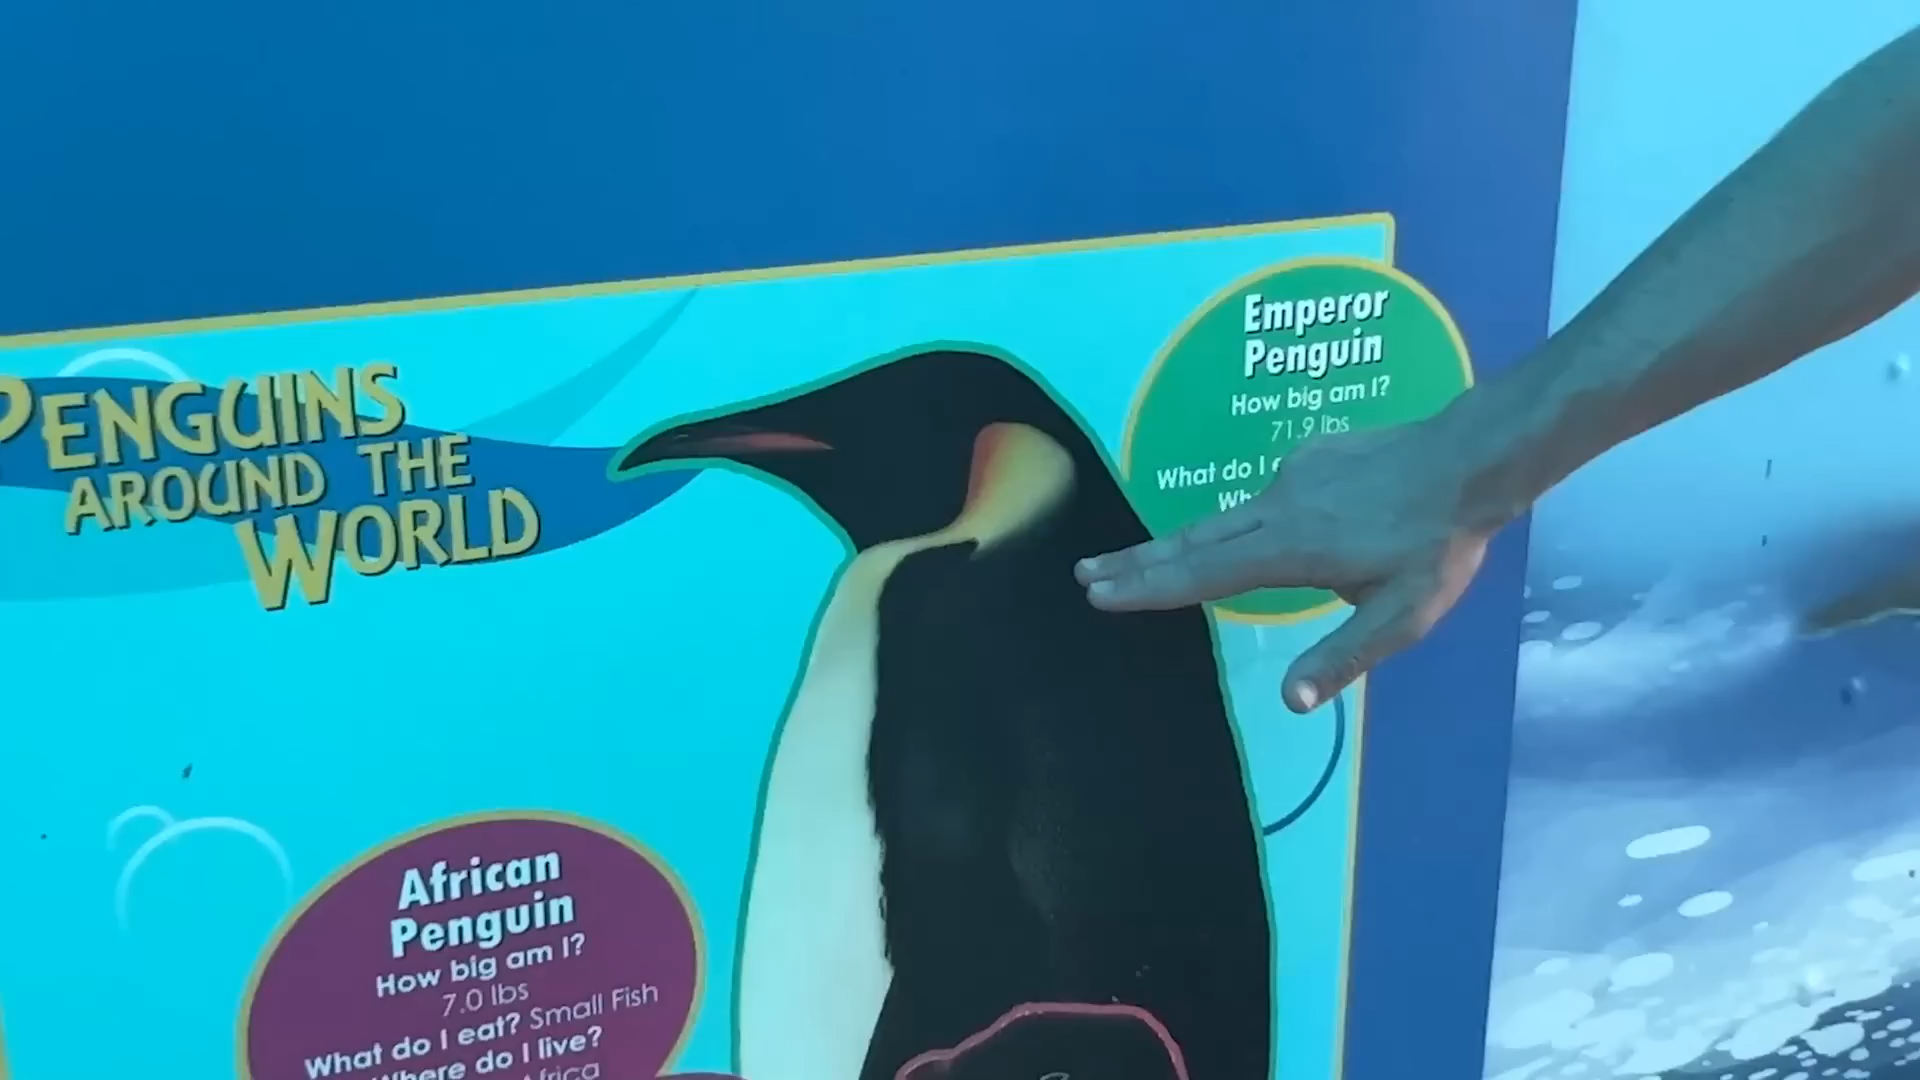 PENGUINS
AROUND THE
WORLD
Emperor
Penguin
How big am I?
71.9 lbs
What do I
African
Penguin
How big am I?
7.0 lbs
What do I eat? Small Fish
Where do I live?
Africa